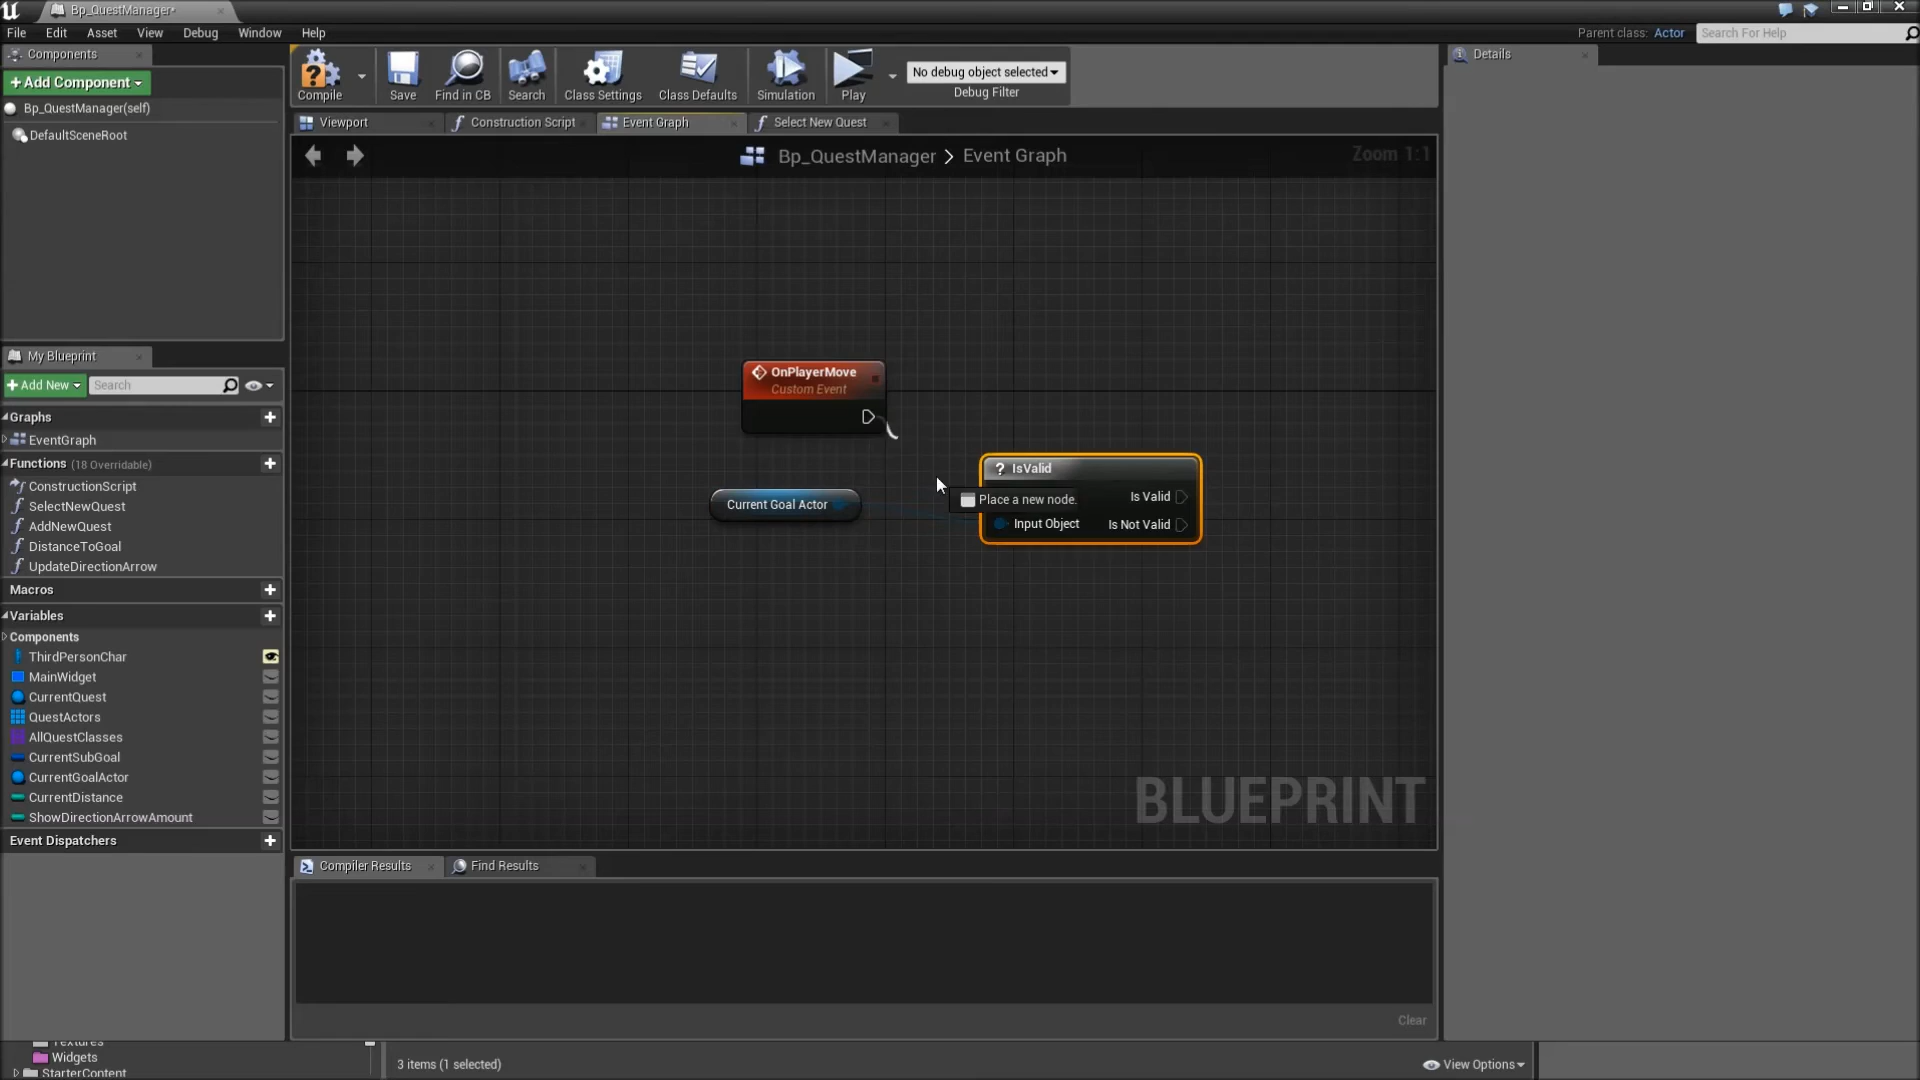 Bp_QuestManager*
File Edit Asset View Debug Window Help
Parent class: Actor Search For Help
Components
Details
+Add Component
Compile Save Find in CB Search Class Settings Class Defaults Simulation Play
No debug object selected
Debug Filter
Bp_QuestManager(self)
DefaultSceneRoot
Viewport Construction Script Event Graph Select New Quest
Bp_QuestManager > Event Graph
Zoom 1:1
My Blueprint
+Add New Search
Graphs
EventGraph
Functions (18 Overridable)
ConstructionScript
SelectNewQuest
AddNewQuest
DistanceToGoal
UpdateDirectionArrow
Macros
Variables
Components
ThirdPersonChar
MainWidget
CurrentQuest
QuestActors
AllQuestClasses
CurrentSubGoal
CurrentGoalActor
CurrentDistance
ShowDirectionArrowAmount
Event Dispatchers
OnPlayerMove
Custom Event
? IsValid
Is Valid
Current Goal Actor
Place a new node.
Input Object Is Not Valid
BLUEPRINT
Compiler Results Find Results
Clear
Textures
Widgets
StarterContent
3 items (1 selected)
View Options